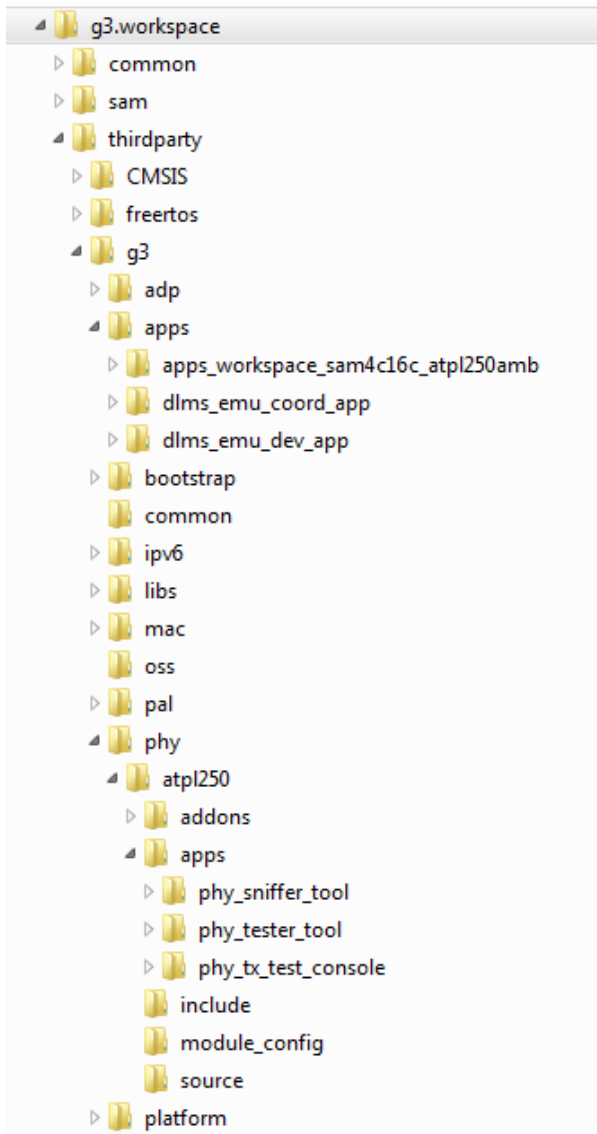 g3.workspace
common
sam
thirdparty
CMSIS
freertos
g3
adp
apps
apps_workspace_sam4c16c_atpl250amb
dlms_emu_coord_app
dlms_emu_dev_app
bootstrap
common
ipv6
libs
mac
oss
pal
phy
atpl250
addons
apps
phy_sniffer_tool
phy_tester_tool
phy_tx_test_console
include
module_config
source
platform